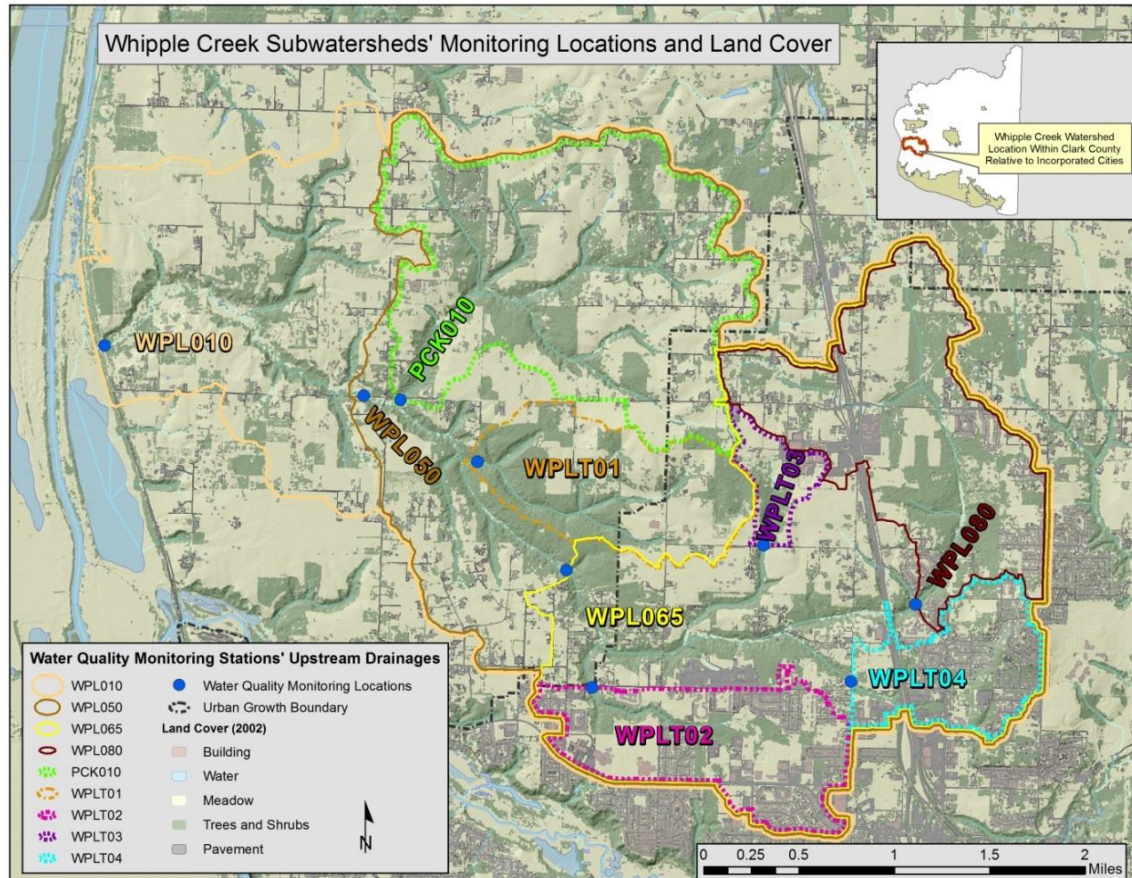 Whipple Creek Subwatersheds' Monitoring Locations and Land Cover
Whipple Creek Watershed
Location Within Clark County
Relative to Incorporated Cities
WPL010
PCK010
WPL050
WPLT01
WPLT03
WPL080
WPL065
WPLT04
WPLT02
Water Quality Monitoring Stations' Upstream Drainages
WPL010
WPL050
WPL065
WPL080
PCK010
WPLT01
WPLT02
WPLT03
WPLT04
Water Quality Monitoring Locations
Urban Growth Boundary
Land Cover (2002)
Building
Water
Meadow
Trees and Shrubs
Pavement
N
0 0.25 0.5 1 1.5 2
Miles